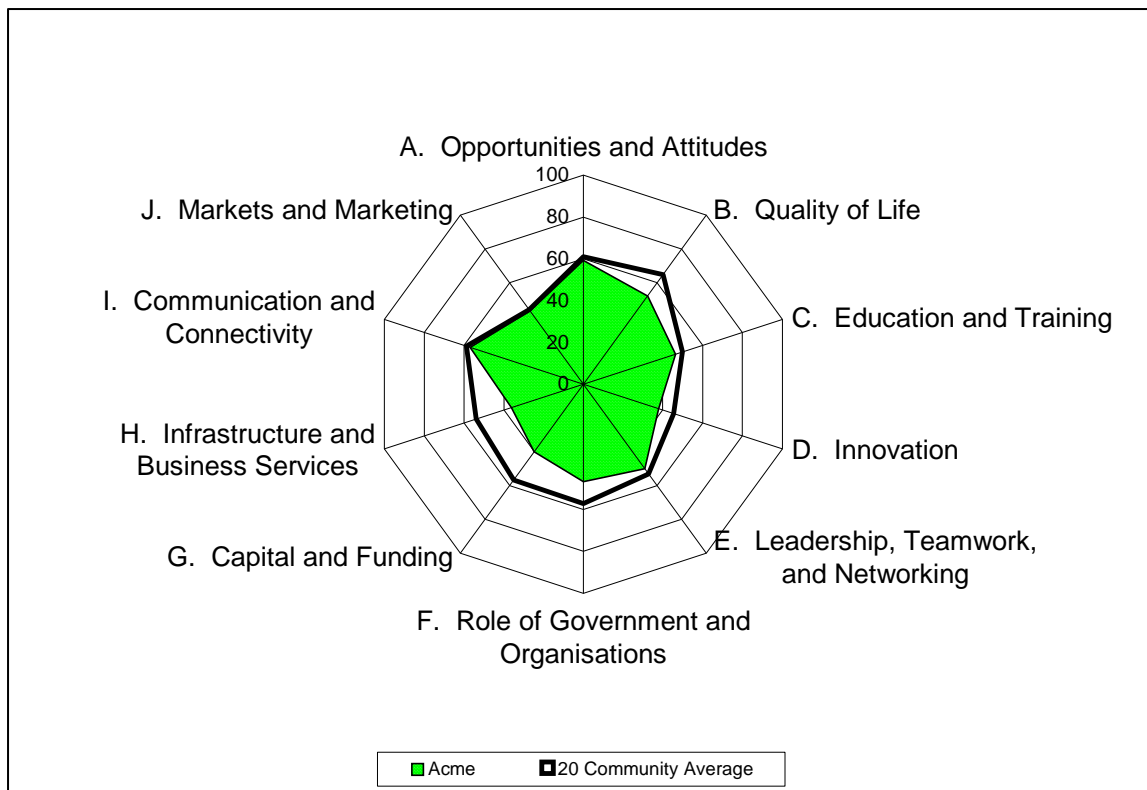 A. Opportunities and Attitudes
100
J. Markets and Marketing
B. Quality of Life
80
60
I. Communication and
Connectivity
C. Education and Training
40
20
0
H. Infrastructure and
Business Services
D. Innovation
G. Capital and Funding
E. Leadership, Teamwork,
and Networking
F. Role of Government and
Organisations
Acme
20 Community Average